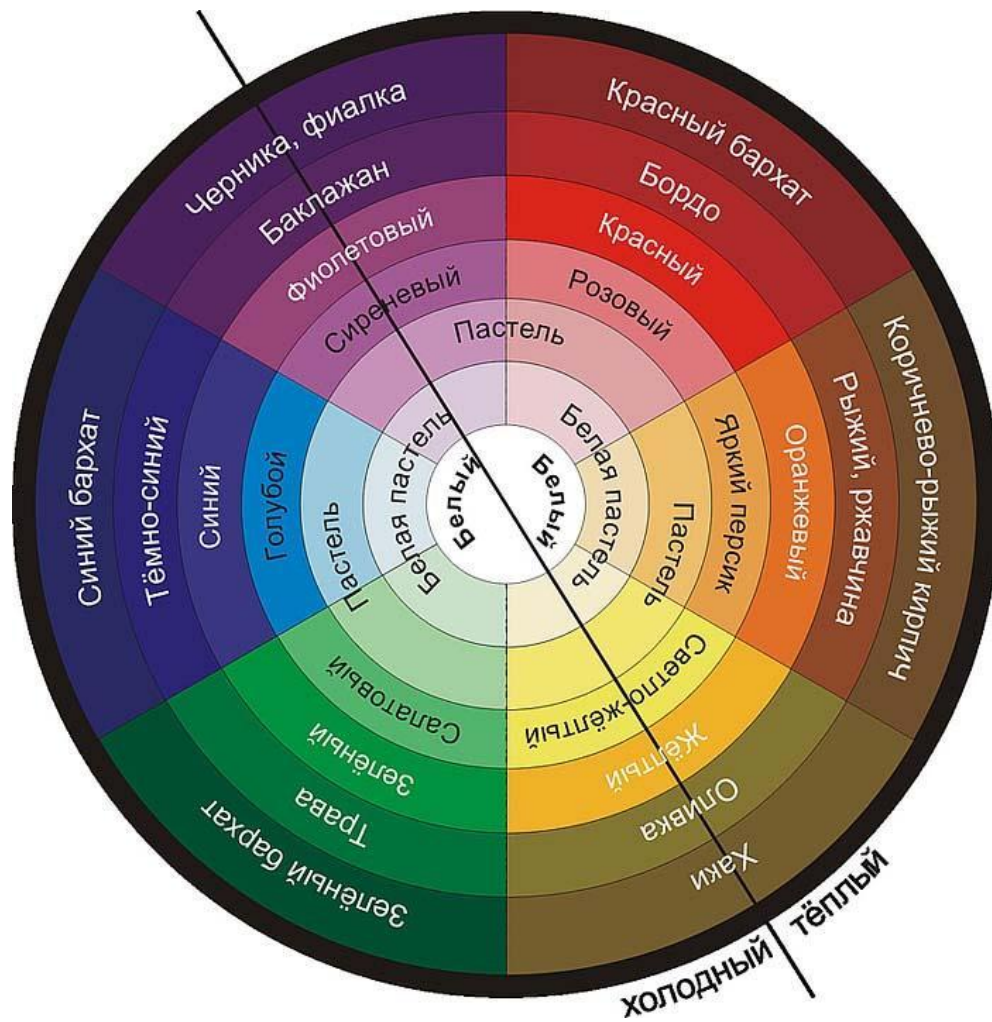 Черника, фиалка
Баклажан
Фиолетовый
Сиреневый
Пастель
Белая пастель
Белый
Красный бархат
Бордо
Красный
Розовый
Белая пастель
Белый
Коричнево-рыжий кирпич
Рыжий, ржавчина
Оранжевый
Яркий персик
Пастель
Синий бархат
Тёмно-синий
Синий
Голубой
Пастель
Светло-жёлтый
Жёлтый
Оливка
Хаки
Салатовый
Зелёный
Трава
Зелёный бархат
холодный
тёплый